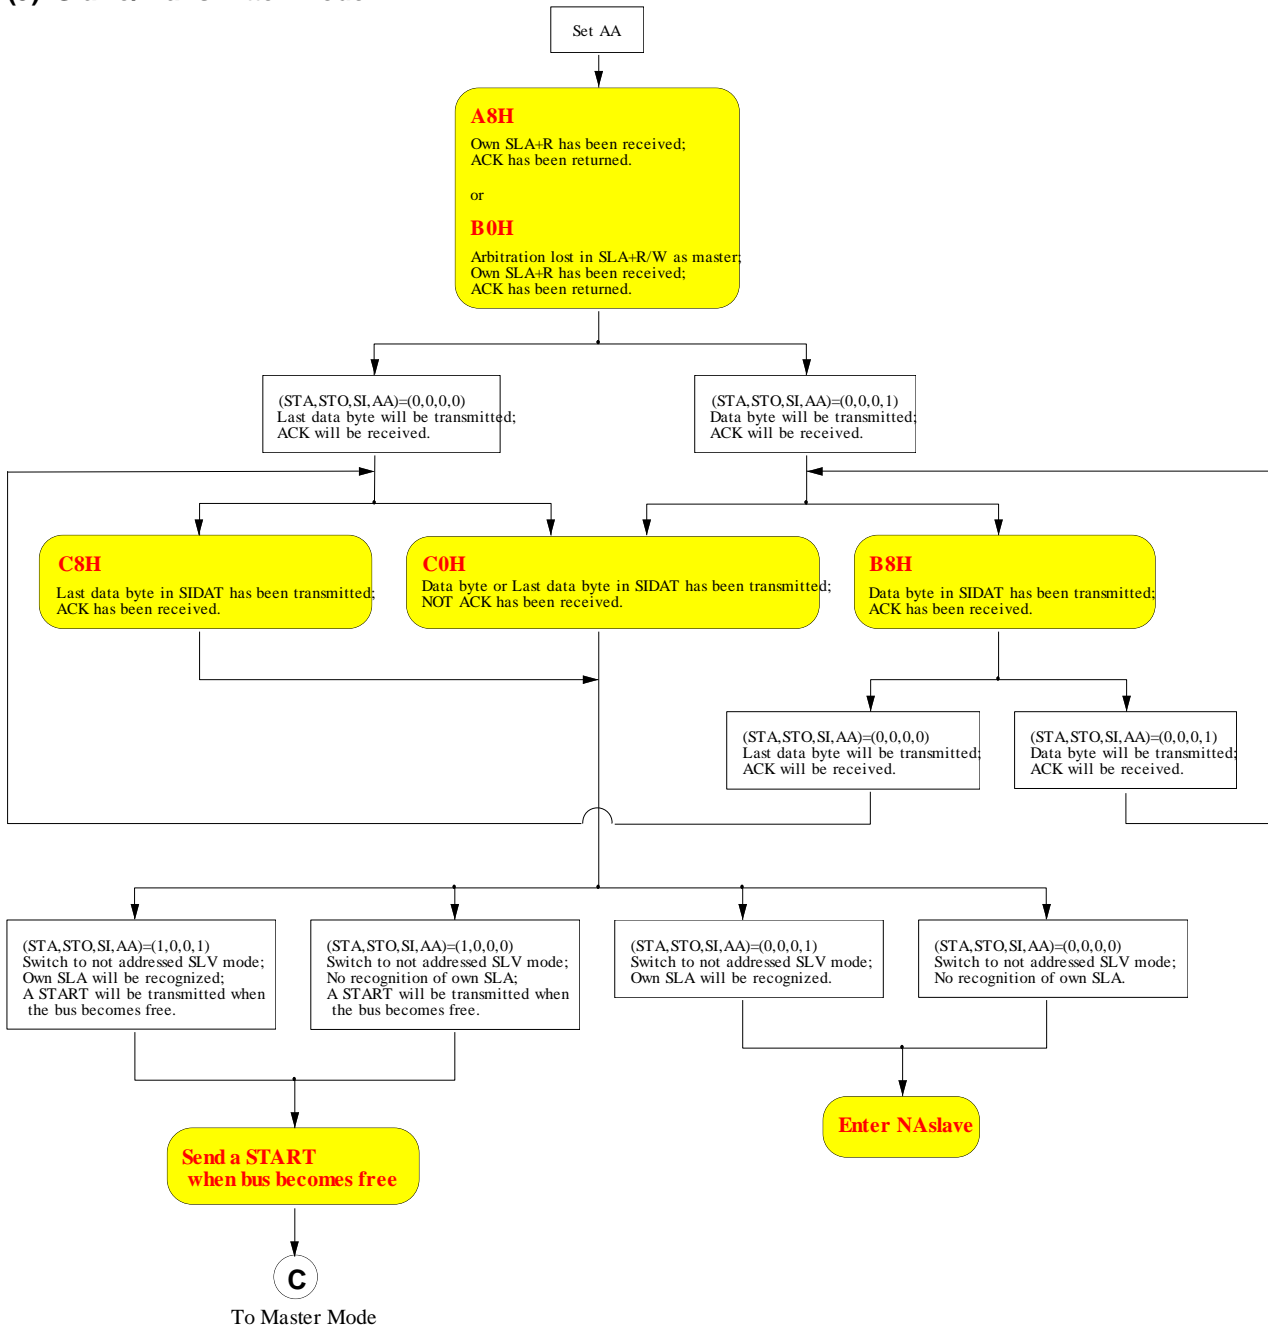 Set AA
A8H
Own SLA+R has been received;
ACK has been returned.
or
B0H
Arbitration lost in SLA+R/W as master;
Own SLA+R has been received;
ACK has been returned.
(STA,STO,SI,AA)=(0,0,0,0)
Last data byte will be transmitted;
ACK will be received.
(STA,STO,SI,AA)=(0,0,0,1)
Data byte will be transmitted;
ACK will be received.
C8H
Last data byte in SIDAT has been transmitted;
ACK has been received.
C0H
Data byte or Last data byte in SIDAT has been transmitted;
NOT ACK has been received.
B8H
Data byte in SIDAT has been transmitted;
ACK has been received.
(STA,STO,SI,AA)=(0,0,0,0)
Last data byte will be transmitted;
ACK will be received.
(STA,STO,SI,AA)=(0,0,0,1)
Data byte will be transmitted;
ACK will be received.
(STA,STO,SI,AA)=(1,0,0,1)
Switch to not addressed SLV mode;
Own SLA will be recognized;
A START will be transmitted when
the bus becomes free.
(STA,STO,SI,AA)=(1,0,0,0)
Switch to not addressed SLV mode;
No recognition of own SLA;
A START will be transmitted when
the bus becomes free.
(STA,STO,SI,AA)=(0,0,0,1)
Switch to not addressed SLV mode;
Own SLA will be recognized.
(STA,STO,SI,AA)=(0,0,0,0)
Switch to not addressed SLV mode;
No recognition of own SLA.
Enter NAslave
Send a START
when bus becomes free
C
To Master Mode